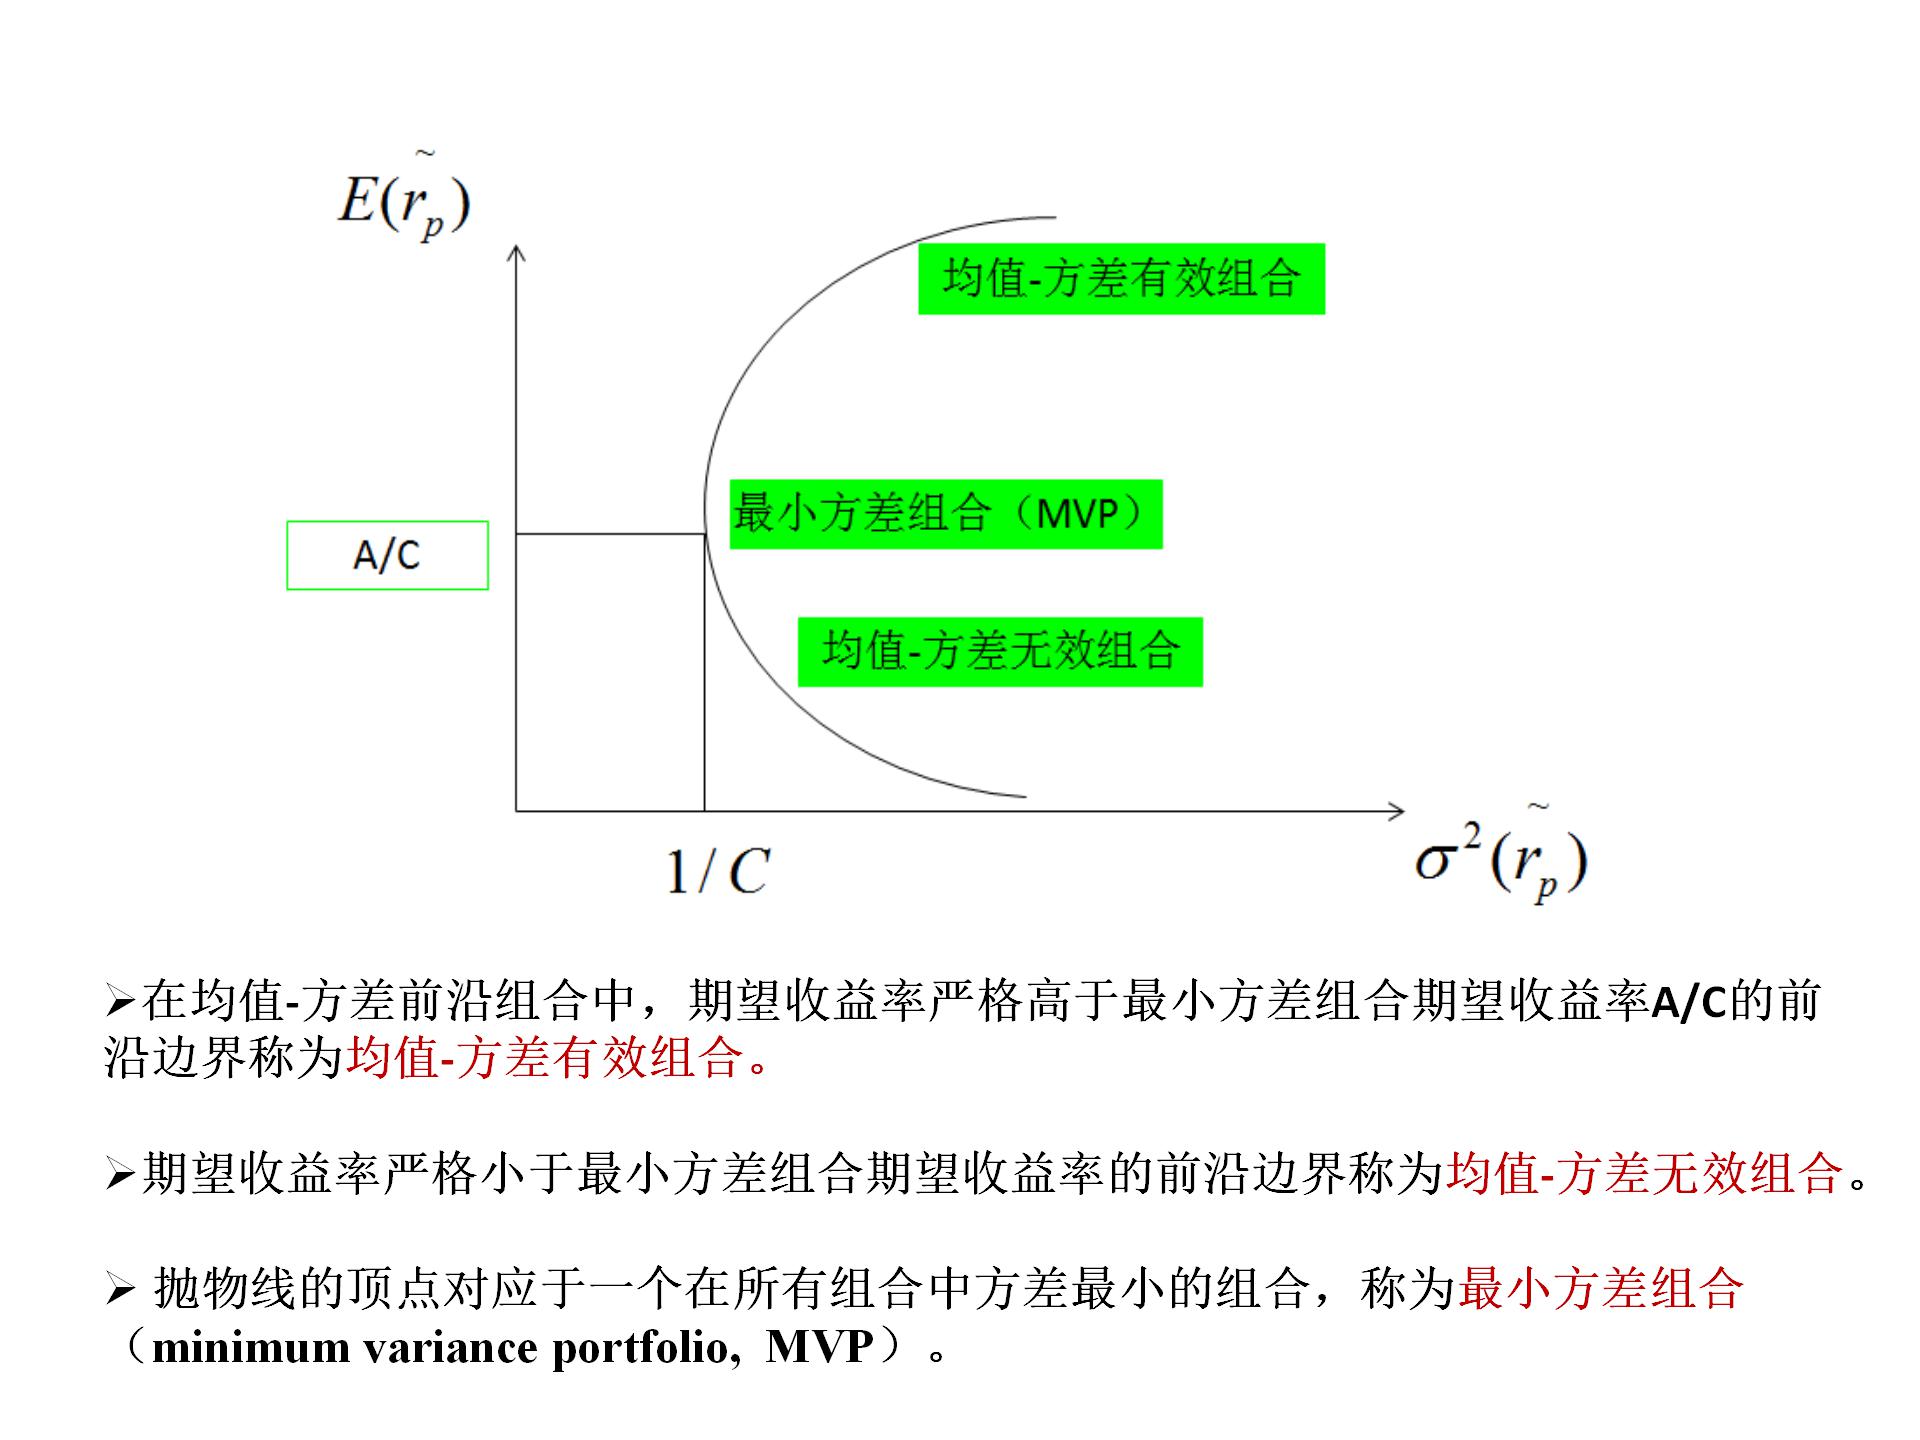 E(r̃_p)
均值-方差有效组合
最小方差组合（MVP）
A/C
均值-方差无效组合
1/C
σ²(r̃_p)
➢在均值-方差前沿组合中，期望收益率严格高于最小方差组合期望收益率A/C的前
沿边界称为均值-方差有效组合。
➢期望收益率严格小于最小方差组合期望收益率的前沿边界称为均值-方差无效组合。
➢ 抛物线的顶点对应于一个在所有组合中方差最小的组合，称为最小方差组合
（minimum variance portfolio, MVP）。